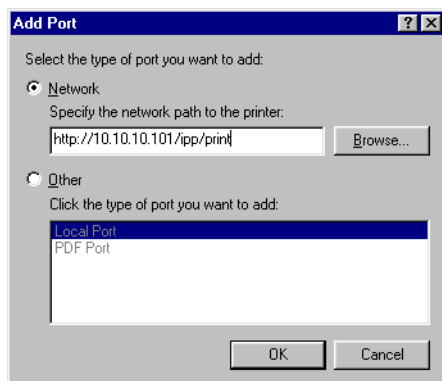 Add Port
Select the type of port you want to add:
Network
Specify the network path to the printer:
http://10.10.10.101/ipp/print
Browse...
Other
Click the type of port you want to add:
Local Port
PDF Port
OK Cancel